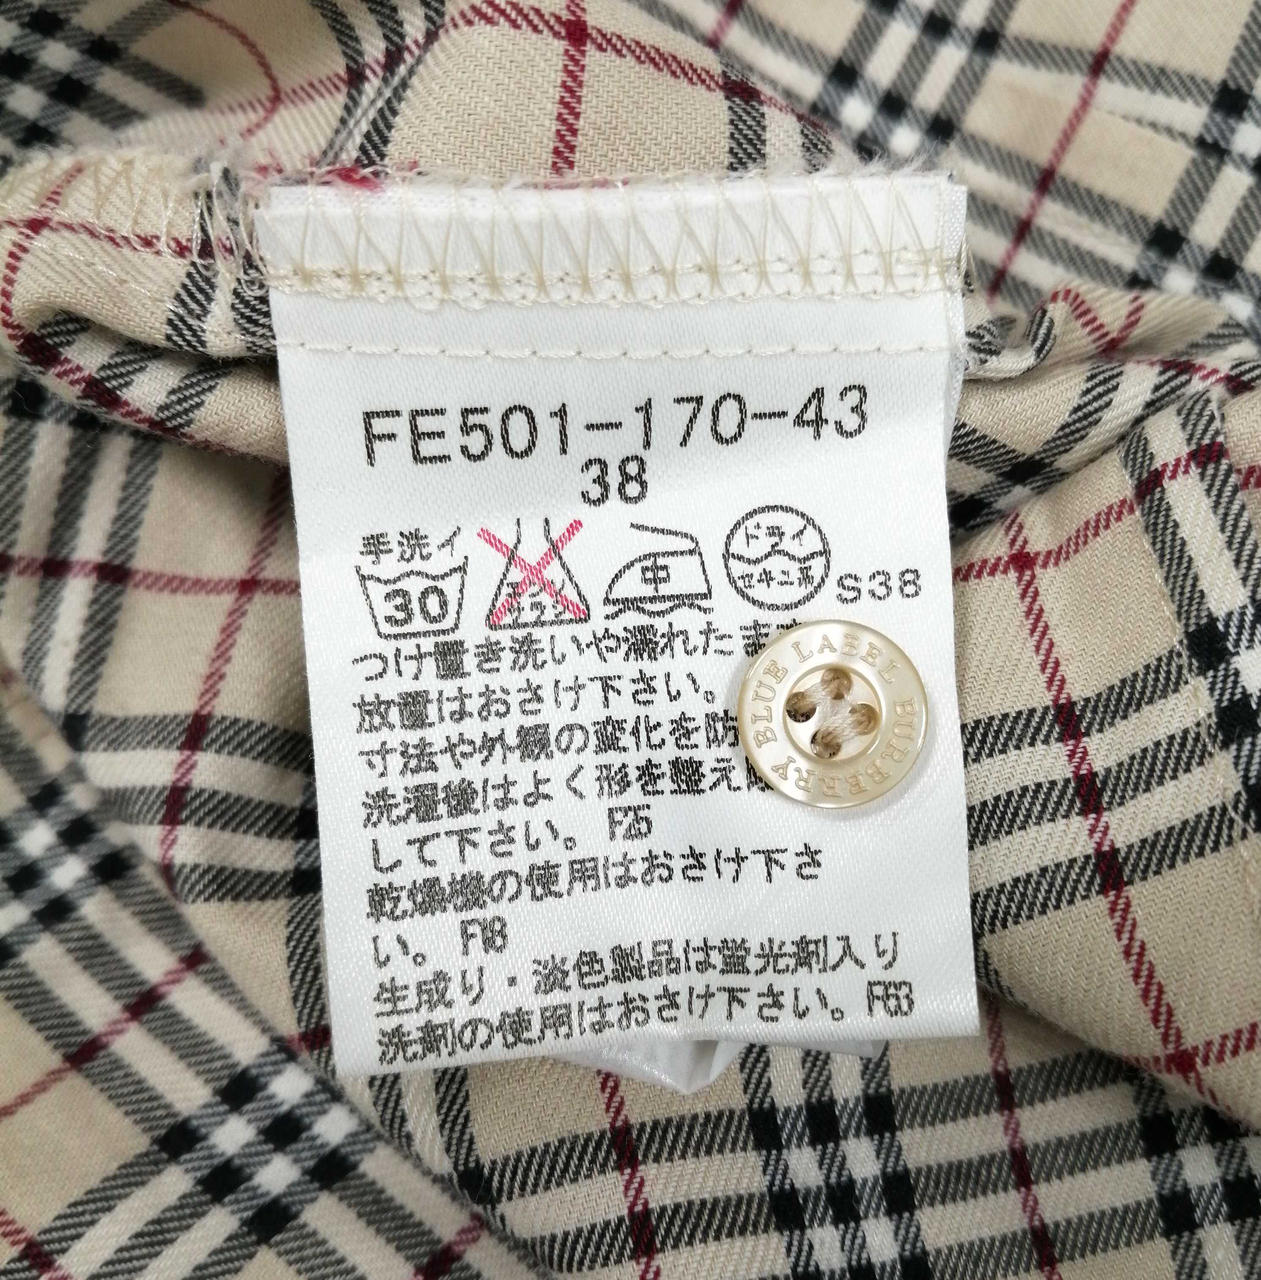 FE501-170-43
38
手洗イ
30
中
ドライ
セキユ系
S38
つけ置き洗いや濡れたまま
放置はおさけ下さい。
寸法や外観の変化を防
洗濯後はよく形を整え
して下さい。 F25
乾燥機の使用はおさけ下さ
い。 F18
生成り・淡色製品は蛍光剤入り
洗剤の使用はおさけ下さい。F63
BLUE LABEL
BURBERRY